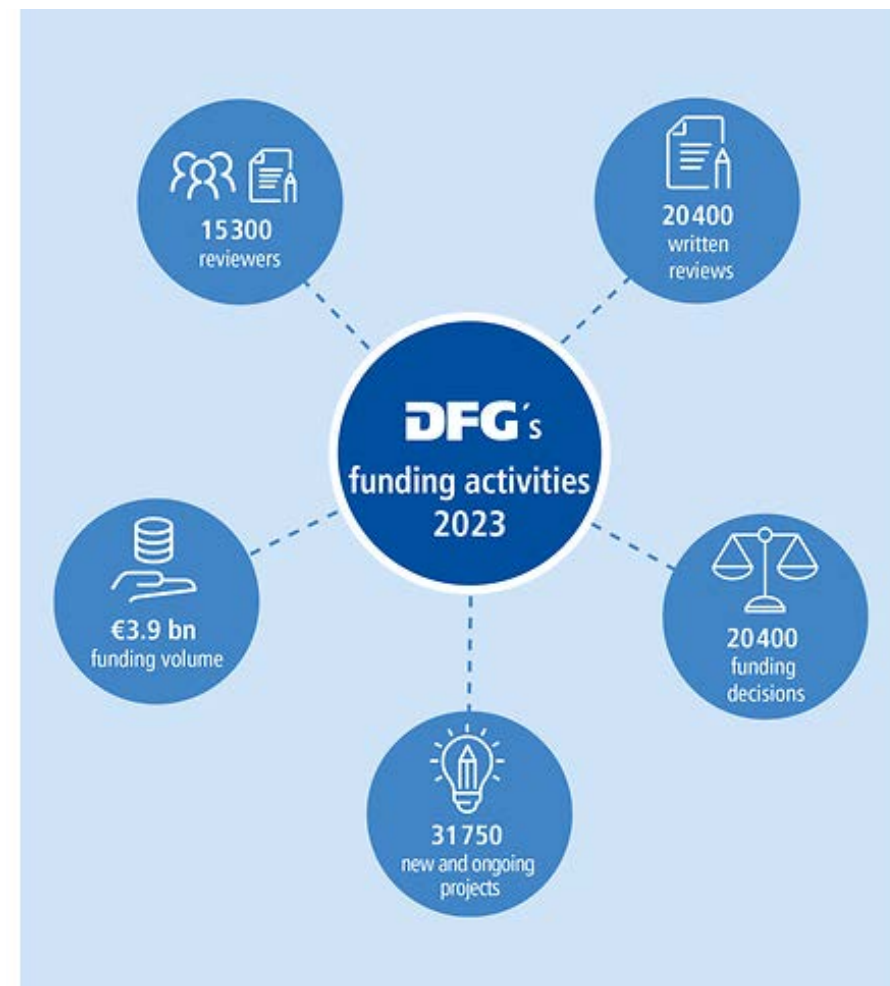 15300
reviewers
20400
written
reviews
DFG´s
funding activities
2023
€3.9 bn
funding volume
20400
funding
decisions
31750
new and ongoing
projects